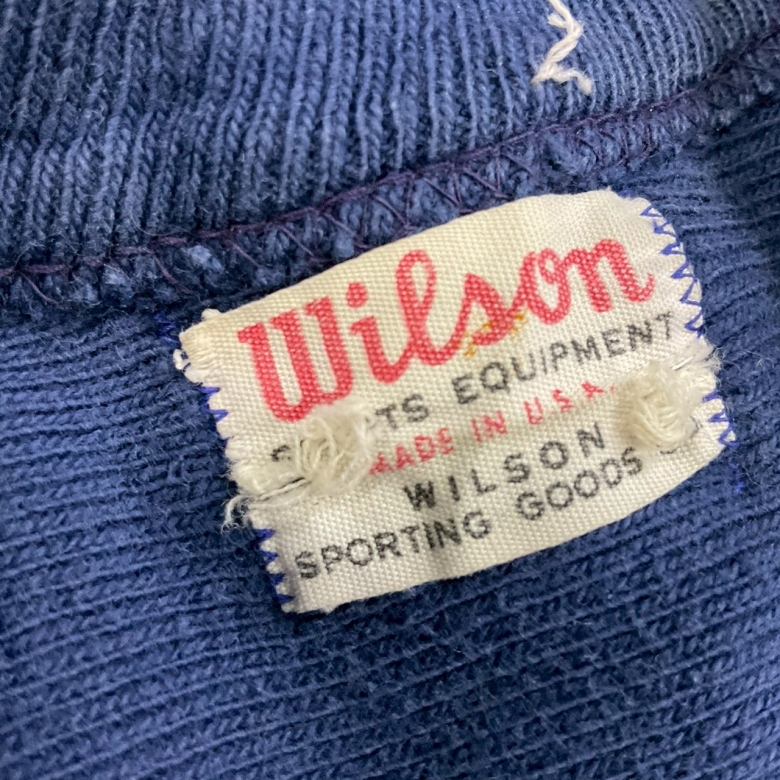 Wilson
EQUIPMENT
MADE IN U.S.A.
WILSON
SPORTING GOODS